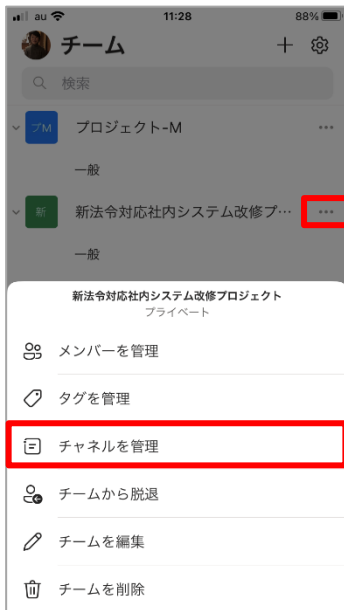 au 11:28 88%
チーム
検索
プM プロジェクト-M
一般
新 新法令対応社内システム改修プ…
一般
新法令対応社内システム改修プロジェクト
プライベート
メンバーを管理
タグを管理
チャネルを管理
チームから脱退
チームを編集
チームを削除